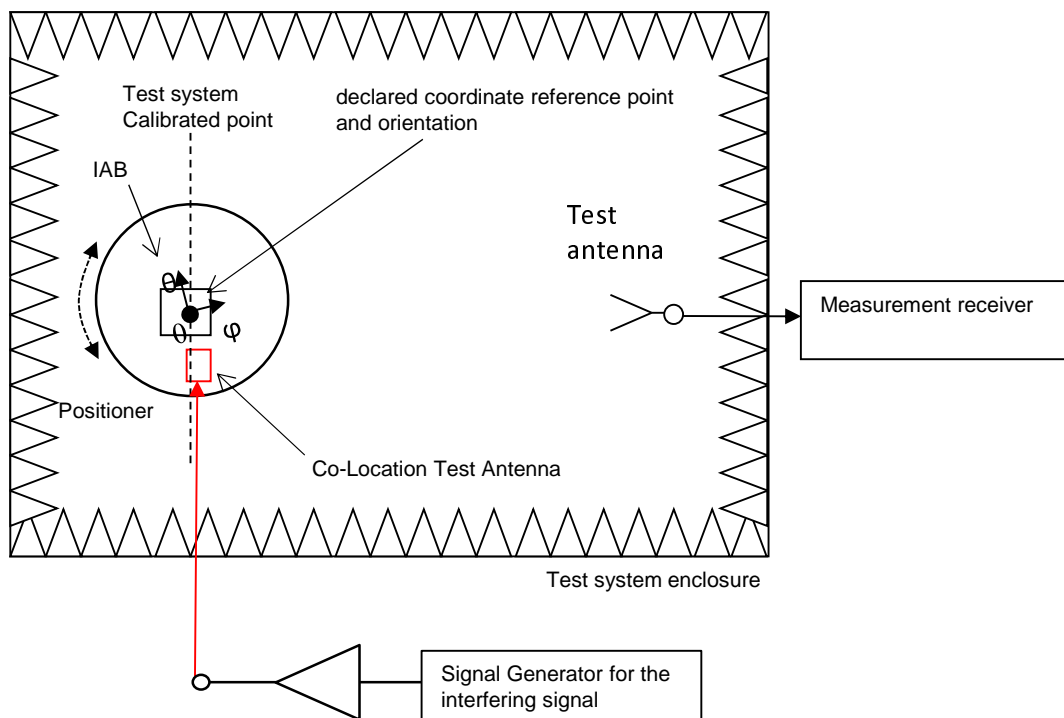 Test system
Calibrated point
declared coordinate reference point
and orientation
IAB
Test
antenna
θ
θ
φ
Measurement receiver
Positioner
Co-Location Test Antenna
Test system enclosure
Signal Generator for the
interfering signal